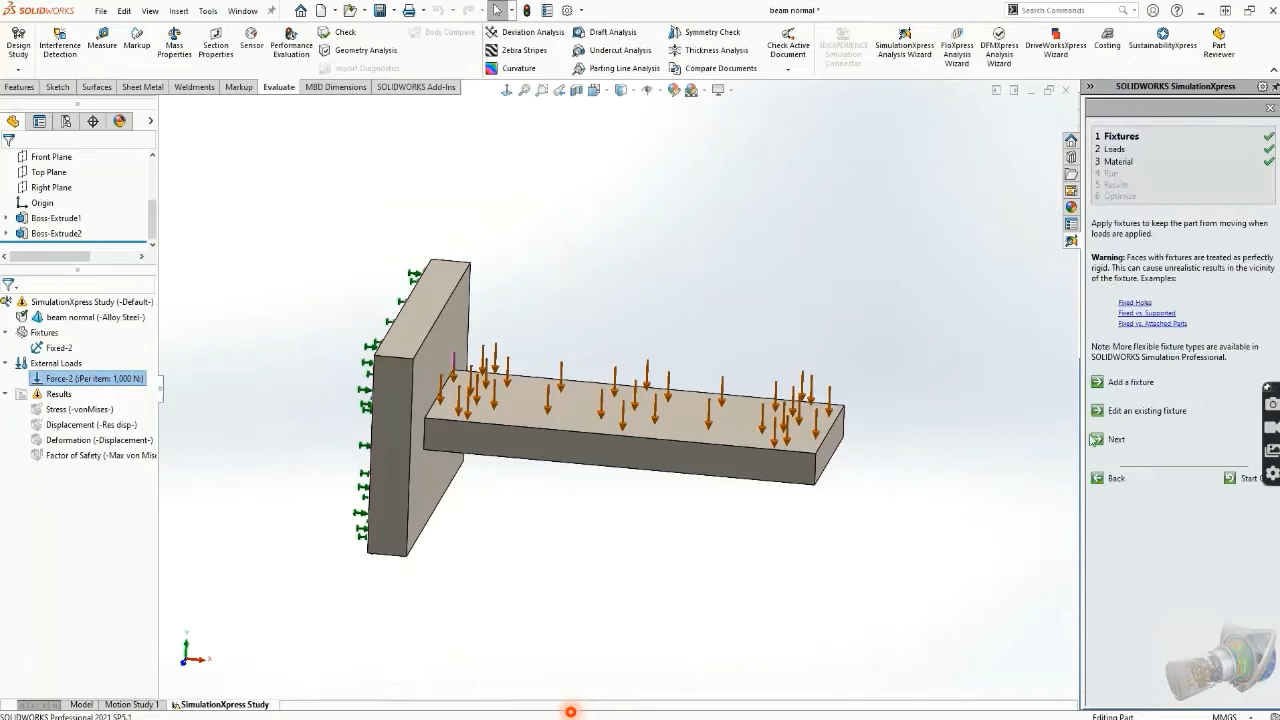 SOLIDWORKS File Edit View Insert Tools Window beam normal * Search Commands
Design Study
Interference Detection
Measure
Markup
Mass Properties
Section Properties
Sensor
Performance Evaluation
Check
Geometry Analysis
Import Diagnostics
Body Compare
Deviation Analysis
Zebra Stripes
Curvature
Draft Analysis
Undercut Analysis
Parting Line Analysis
Symmetry Check
Thickness Analysis
Compare Documents
Check Active Document
3DEXPERIENCE Simulation Connector
SimulationXpress Analysis Wizard
FloXpress Analysis Wizard
DFMXpress Analysis Wizard
DriveWorksXpress Wizard
Costing
SustainabilityXpress
Part Reviewer
Features Sketch Surfaces Sheet Metal Weldments Markup Evaluate MBD Dimensions SOLIDWORKS Add-Ins
Front Plane
Top Plane
Right Plane
Origin
Boss-Extrude1
Boss-Extrude2
SimulationXpress Study (-Default-)
beam normal (-Alloy Steel-)
Fixtures
Fixed-2
External Loads
Force-2 (:Per item: 1,000 N:)
Results
Stress (-vonMises-)
Displacement (-Res disp-)
Deformation (-Displacement-)
Factor of Safety (-Max von Mise
Y
X
SOLIDWORKS SimulationXpress
1 Fixtures
2 Loads
3 Material
4 Run
5 Results
6 Optimize
Apply fixtures to keep the part from moving when
loads are applied.
Warning: Faces with fixtures are treated as perfectly
rigid. This can cause unrealistic results in the vicinity
of the fixture. Examples:
Fixed Holes
Fixed vs. Supported
Fixed vs. Attached Parts
Note: More flexible fixture types are available in
SOLIDWORKS Simulation Professional.
Add a fixture
Edit an existing fixture
Next
Back Start
Model Motion Study 1 SimulationXpress Study
SOLIDWORKS Professional 2021 SP5.1 Editing Part MMGS